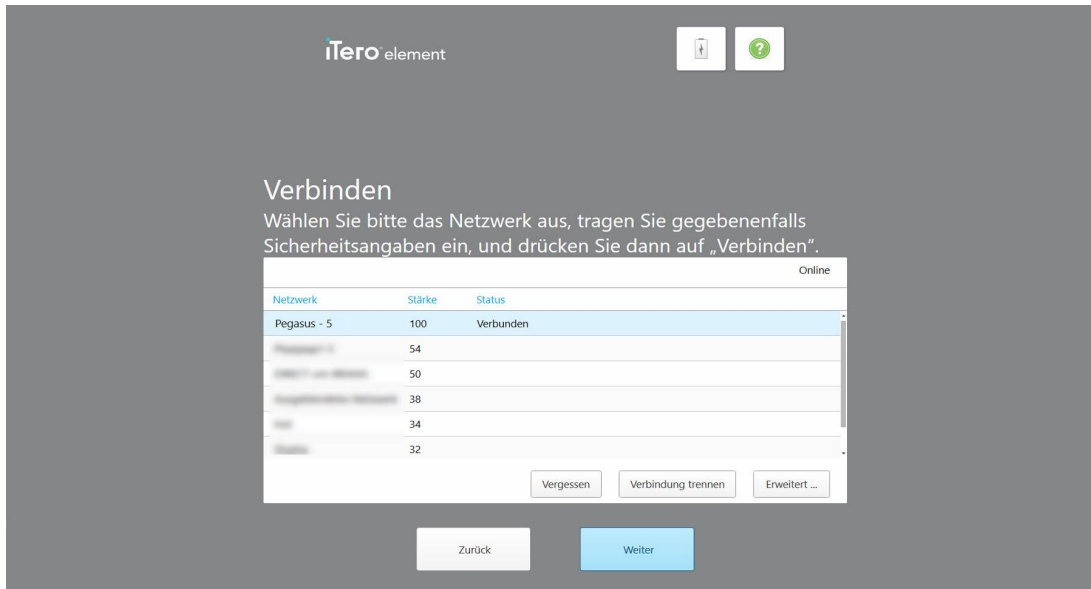 iTero element
Verbinden
Wählen Sie bitte das Netzwerk aus, tragen Sie gegebenenfalls
Sicherheitsangaben ein, und drücken Sie dann auf „Verbinden“.
Online
Netzwerk Stärke Status
Pegasus - 5 100 Verbunden
54
50
38
34
32
Vergessen Verbindung trennen Erweitert ...
Zurück Weiter